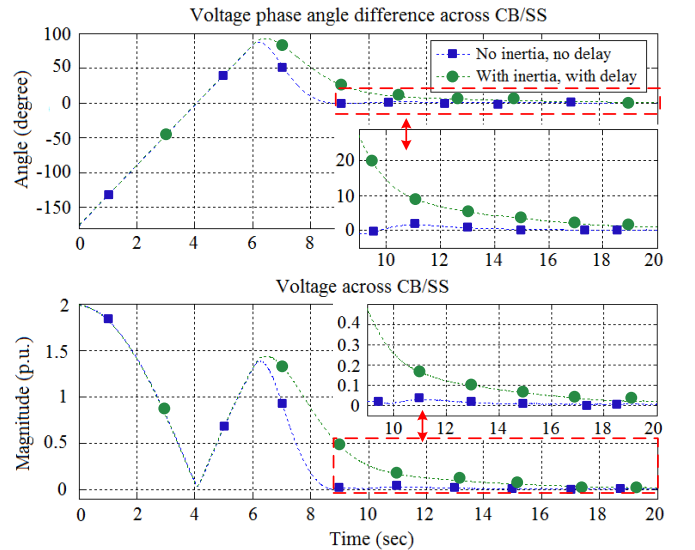 Voltage phase angle difference across CB/SS
Angle (degree)
100
50
0
-50
-100
-150
No inertia, no delay
With inertia, with delay
20
10
0
0 2 4 6 8 10 12 14 16 18 20
Voltage across CB/SS
Magnitude (p.u.)
2
1.5
1
0.5
0
0.4
0.3
0.2
0.1
0
10 12 14 16 18 20
0 2 4 6 8 10 12 14 16 18 20
Time (sec)